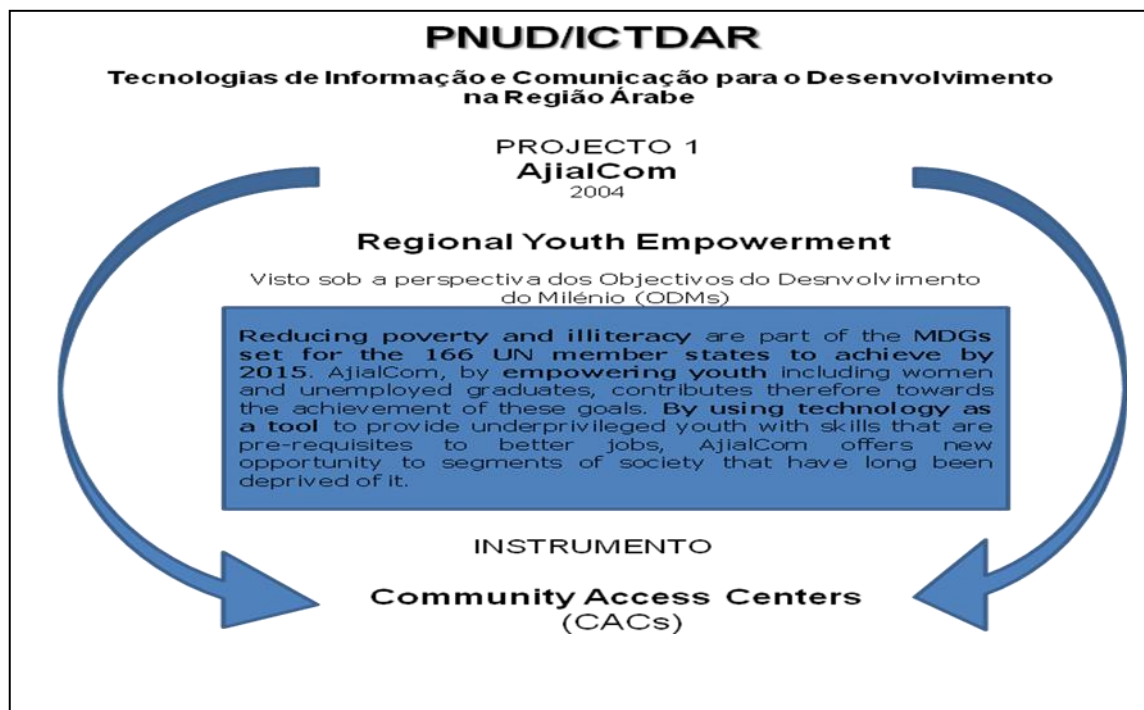 PNUD/ICTDAR
Tecnologias de Informação e Comunicação para o Desenvolvimento
na Região Árabe
PROJECTO 1
AjialCom
2004
Regional Youth Empowerment
Visto sob a perspectiva dos Objectivos do Desnvolvimento
do Milénio (ODMs)
Reducing poverty and illiteracy are part of the MDGs
set for the 166 UN member states to achieve by
2015. AjialCom, by empowering youth including women
and unemployed graduates, contributes therefore towards
the achievement of these goals. By using technology as
a tool to provide underprivileged youth with skills that are
pre-requisites to better jobs, AjialCom offers new
opportunity to segments of society that have long been
deprived of it.
INSTRUMENTO
Community Access Centers
(CACs)